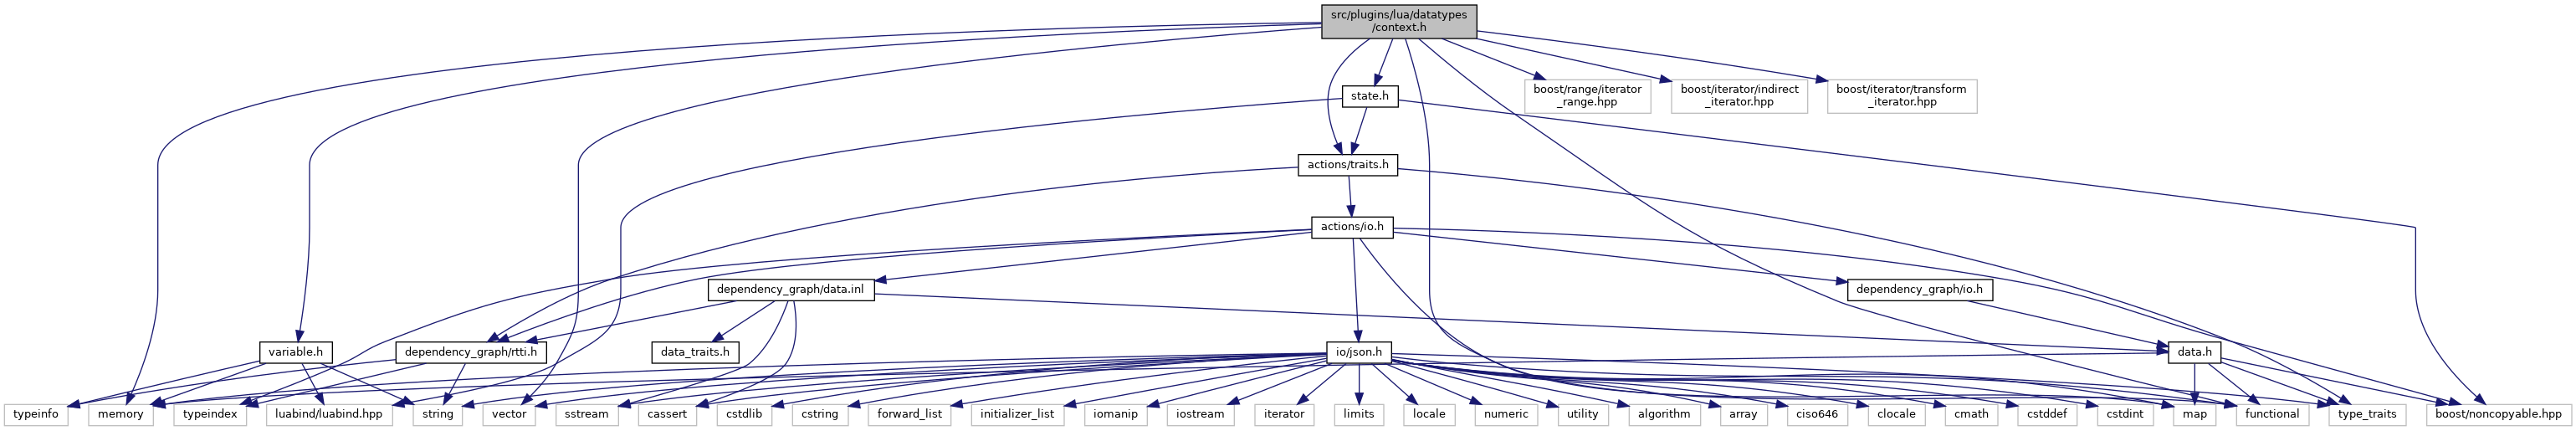 src/plugins/lua/datatypes
/context.h
boost/range/iterator
_range.hpp
boost/iterator/indirect
_iterator.hpp
boost/iterator/transform
_iterator.hpp
state.h
actions/traits.h
actions/io.h
dependency_graph/data.inl
dependency_graph/io.h
variable.h
dependency_graph/rtti.h
data_traits.h
io/json.h
data.h
typeinfo
memory
typeindex
luabind/luabind.hpp
string
vector
sstream
cassert
cstdlib
cstring
forward_list
initializer_list
iomanip
iostream
iterator
limits
locale
numeric
utility
algorithm
array
ciso646
clocale
cmath
cstddef
cstdint
map
functional
type_traits
boost/noncopyable.hpp